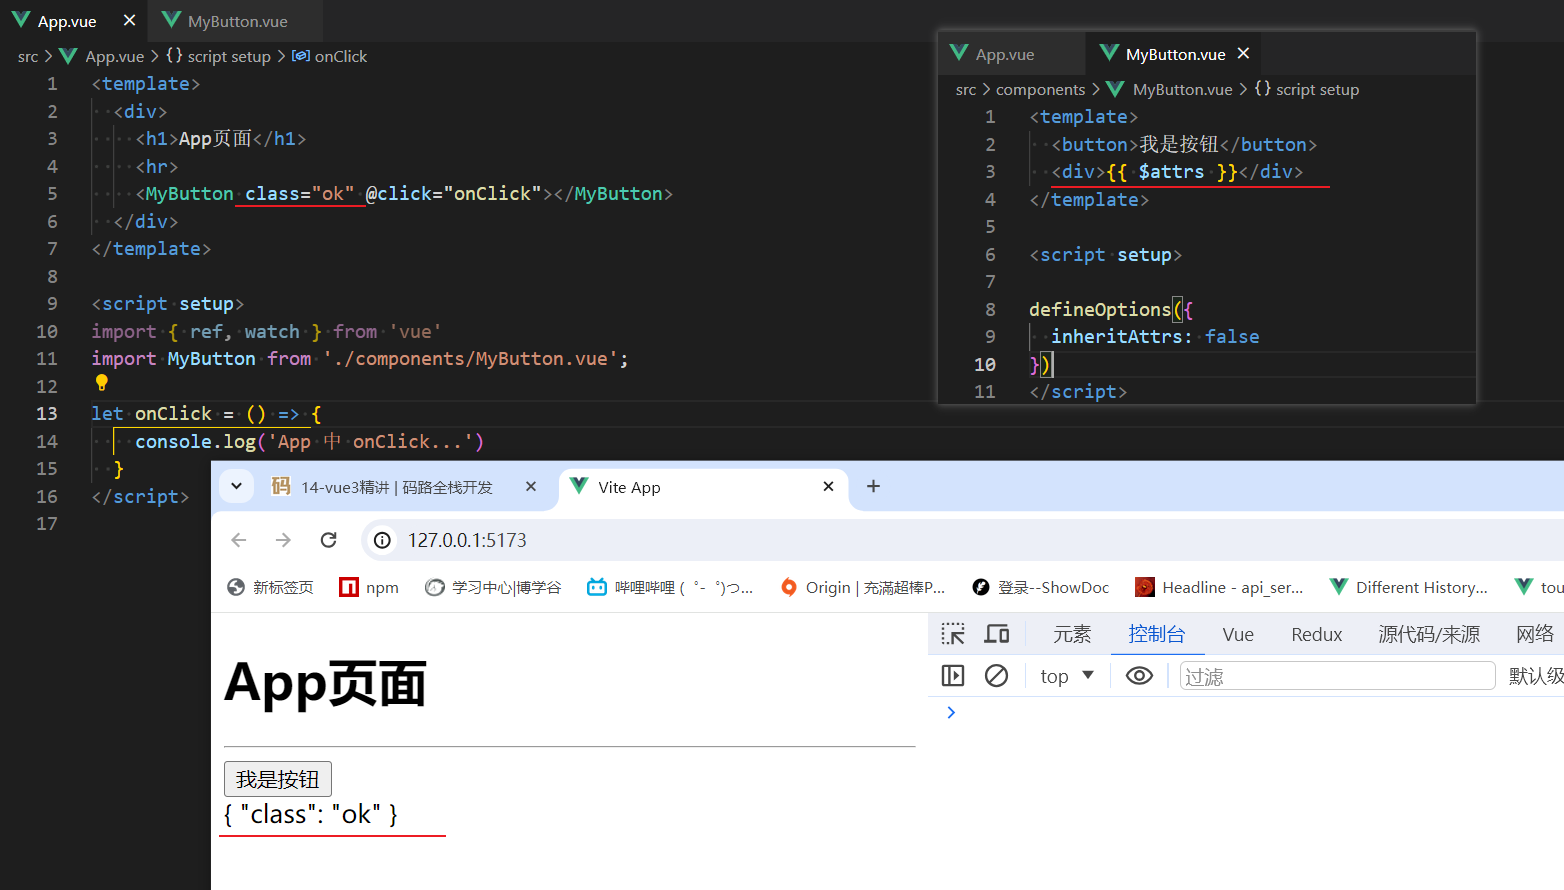 App.vue
MyButton.vue
src > App.vue > {} script setup > onClick
1 <template>
2 <div>
3 <h1>App页面</h1>
4 <hr>
5 <MyButton class="ok" @click="onClick"></MyButton>
6 </div>
7 </template>
8
9 <script setup>
10 import { ref, watch } from 'vue'
11 import MyButton from './components/MyButton.vue';
12
13 let onClick = () => {
14 console.log('App 中 onClick...')
15 }
16 </script>
17
App.vue
MyButton.vue
src > components > MyButton.vue > {} script setup
1 <template>
2 <button>我是按钮</button>
3 <div>{{ $attrs }}</div>
4 </template>
5
6 <script setup>
7
8 defineOptions({
9 inheritAttrs: false
10 })
11 </script>
码 14-vue3精讲 | 码路全栈开发
Vite App
127.0.0.1:5173
新标签页
npm
学习中心|博学谷
哔哩哔哩 (゜-゜)つ...
Origin | 充滿超棒P...
登录--ShowDoc
Headline - api_ser...
Different History...
tou
App页面
我是按钮
{ "class": "ok" }
元素
控制台
Vue
Redux
源代码/来源
网络
top
过滤
默认级